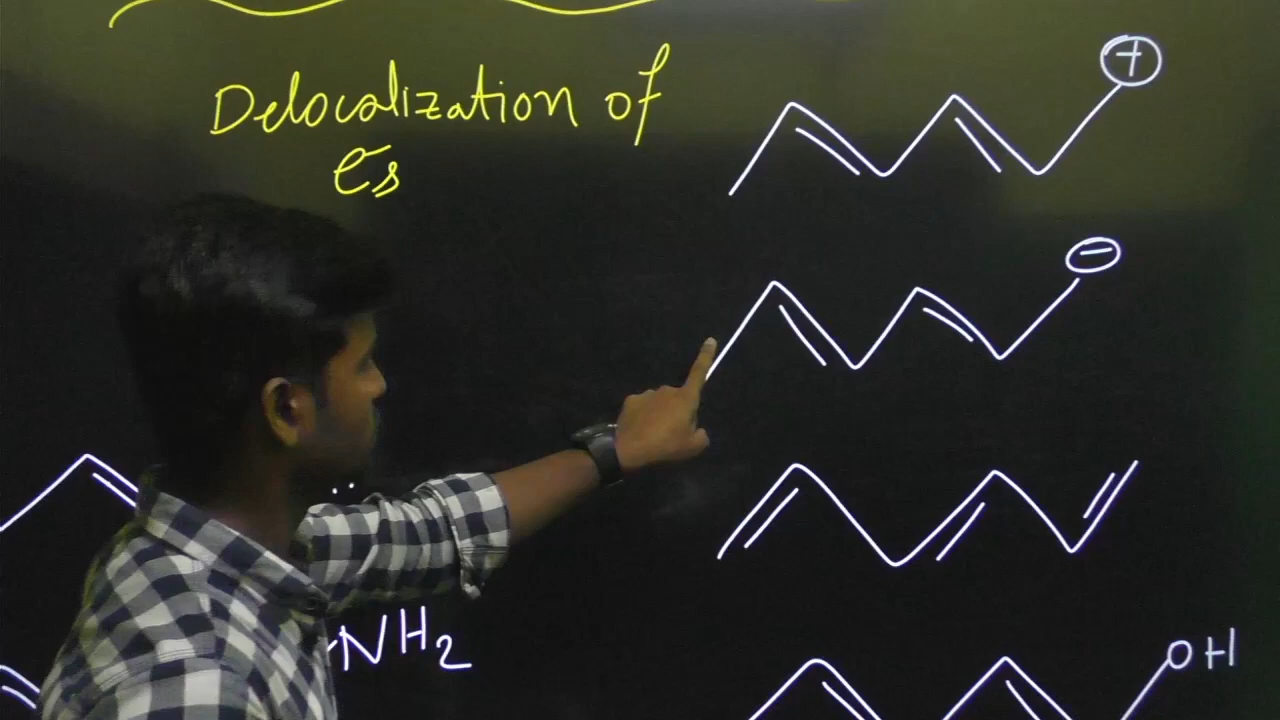 Delocalization of
es
+
−
NH2
OH